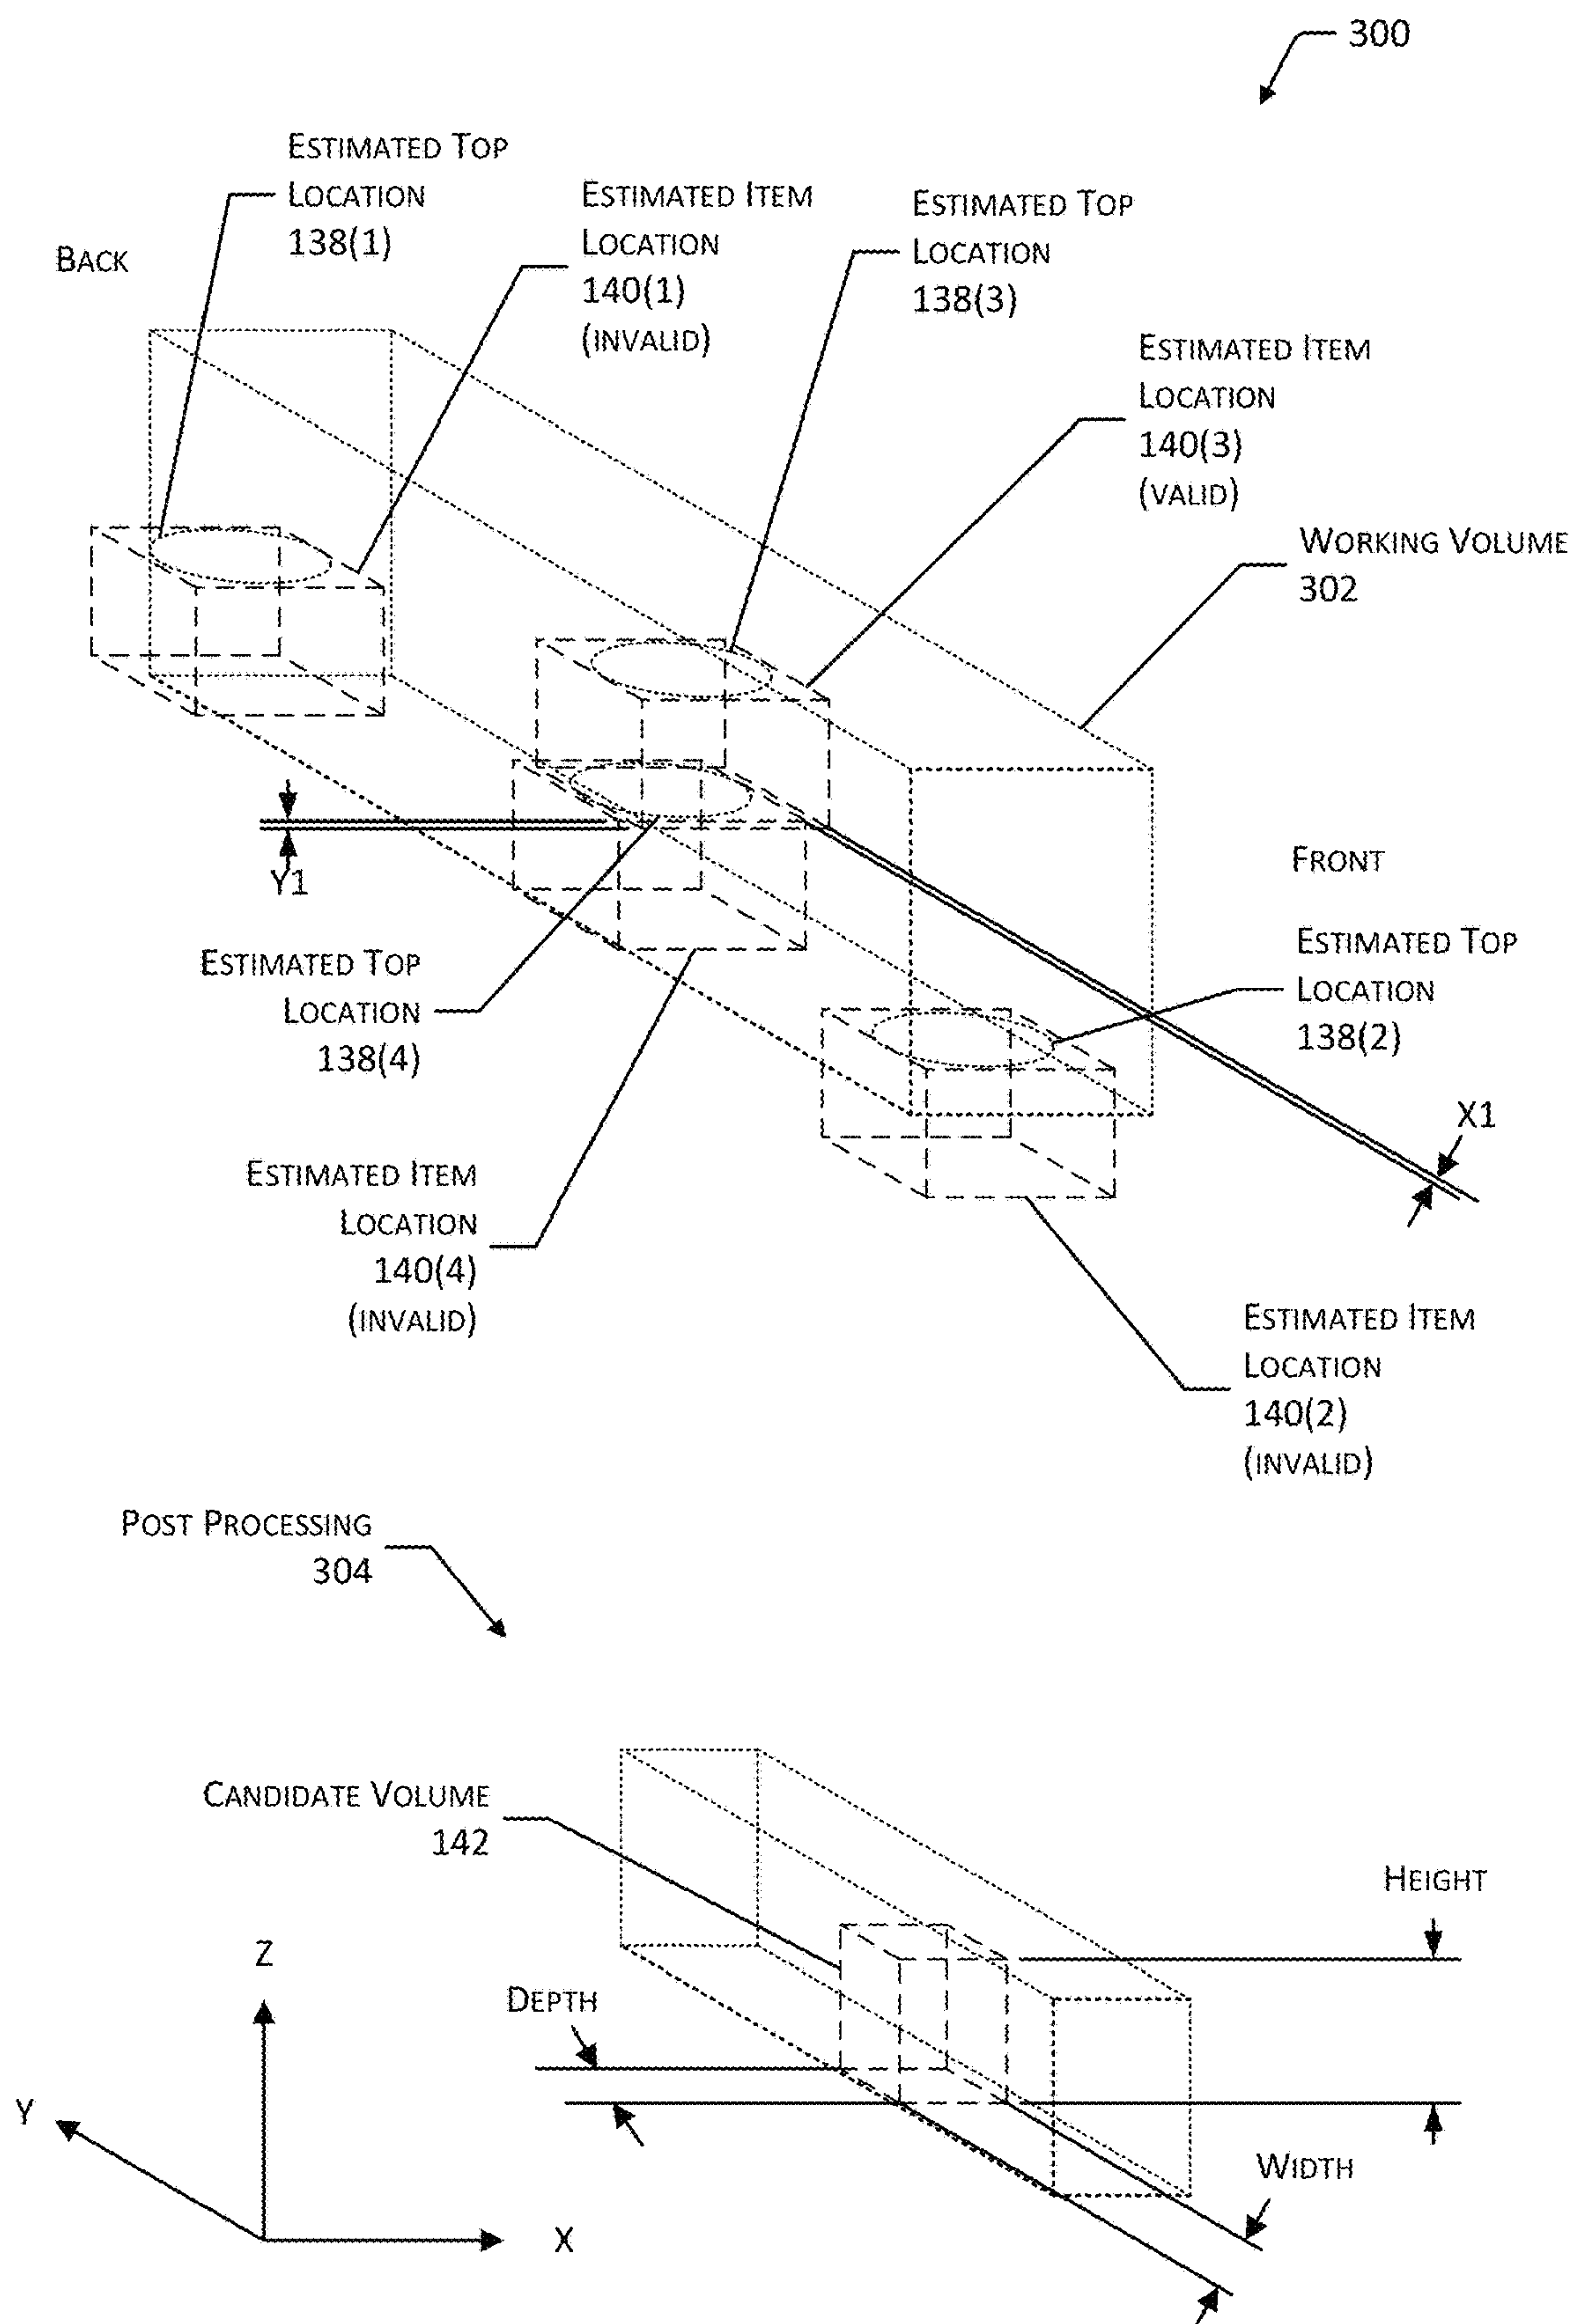 300
ESTIMATED TOP
LOCATION
138(1)
ESTIMATED ITEM
LOCATION
140(1)
(INVALID)
ESTIMATED TOP
LOCATION
138(3)
BACK
ESTIMATED ITEM
LOCATION
140(3)
(VALID)
WORKING VOLUME
302
Y1
FRONT
ESTIMATED TOP
LOCATION
138(4)
ESTIMATED TOP
LOCATION
138(2)
X1
ESTIMATED ITEM
LOCATION
140(4)
(INVALID)
ESTIMATED ITEM
LOCATION
140(2)
(INVALID)
POST PROCESSING
304
CANDIDATE VOLUME
142
HEIGHT
Z
DEPTH
Y
WIDTH
X